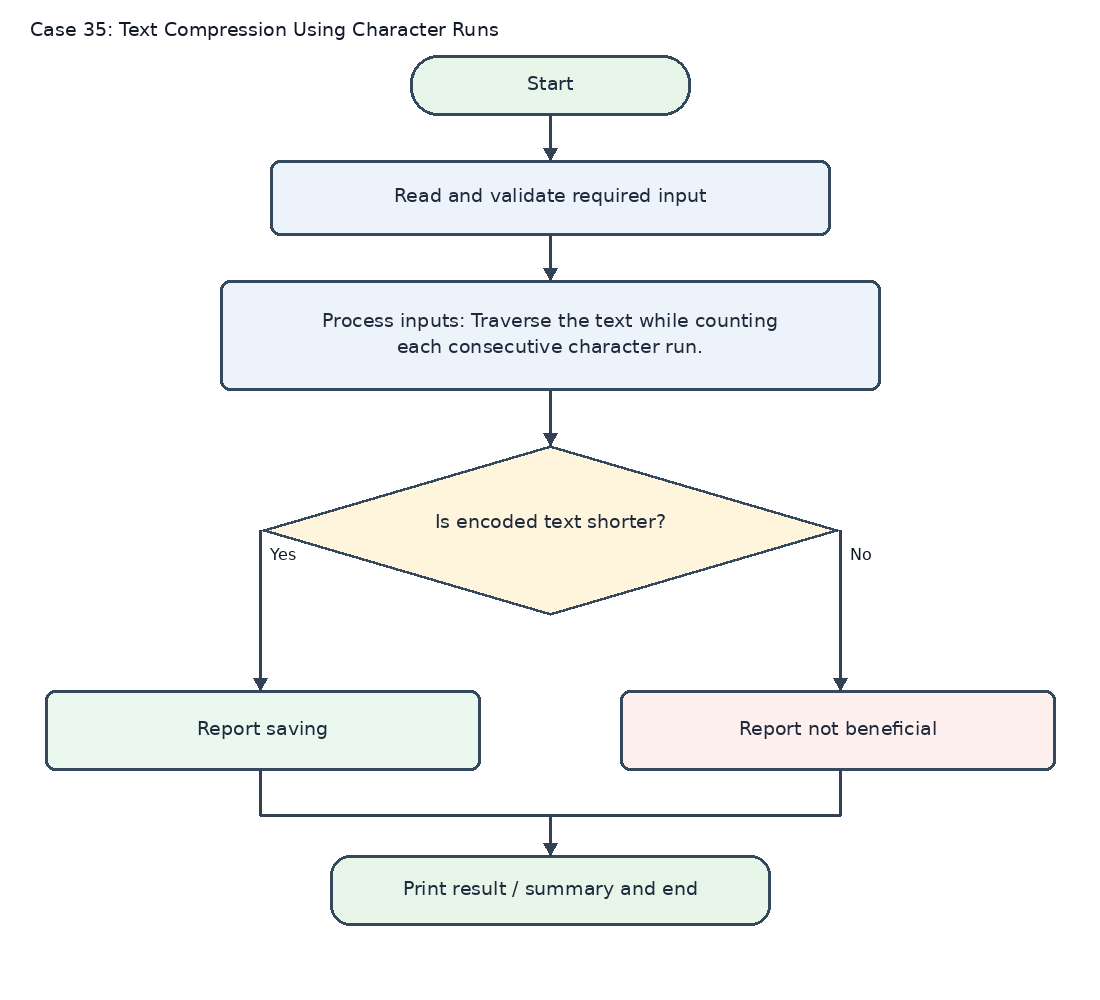 Case 35: Text Compression Using Character Runs
Start
Read and validate required input
Process inputs: Traverse the text while counting
each consecutive character run.
Is encoded text shorter?
Yes
No
Report saving
Report not beneficial
Print result / summary and end